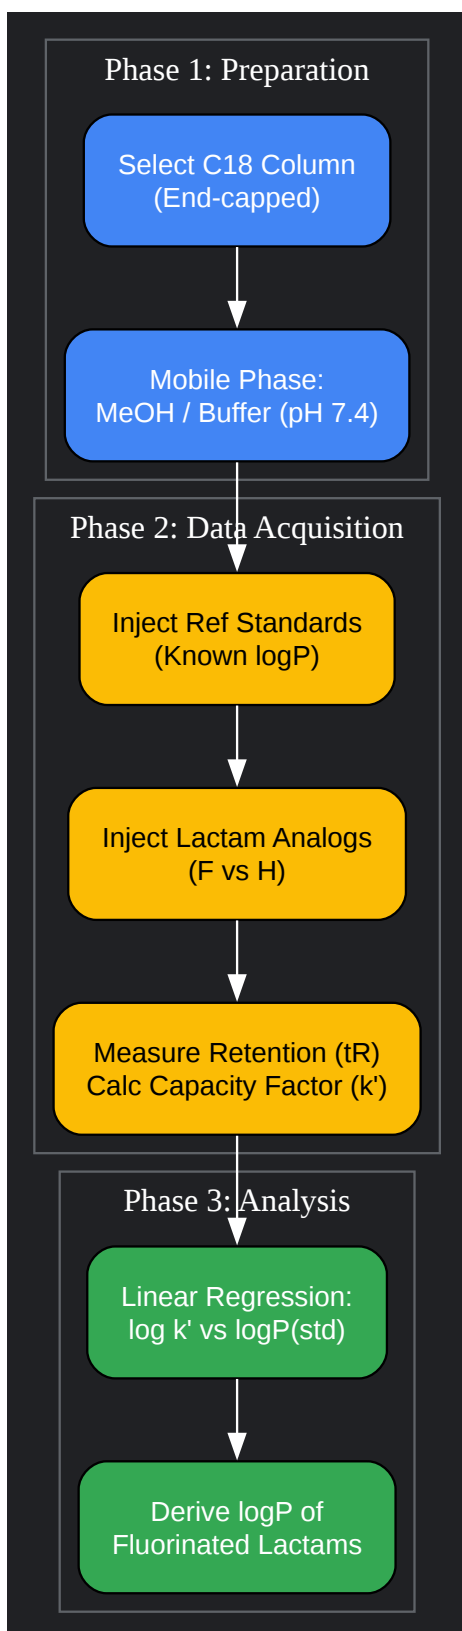 Phase 1: Preparation
Select C18 Column
(End-capped)
Mobile Phase:
MeOH / Buffer (pH 7.4)
Phase 2: Data Acquisition
Inject Ref Standards
(Known logP)
Inject Lactam Analogs
(F vs H)
Measure Retention (tR)
Calc Capacity Factor (k')
Phase 3: Analysis
Linear Regression:
log k' vs logP(std)
Derive logP of
Fluorinated Lactams